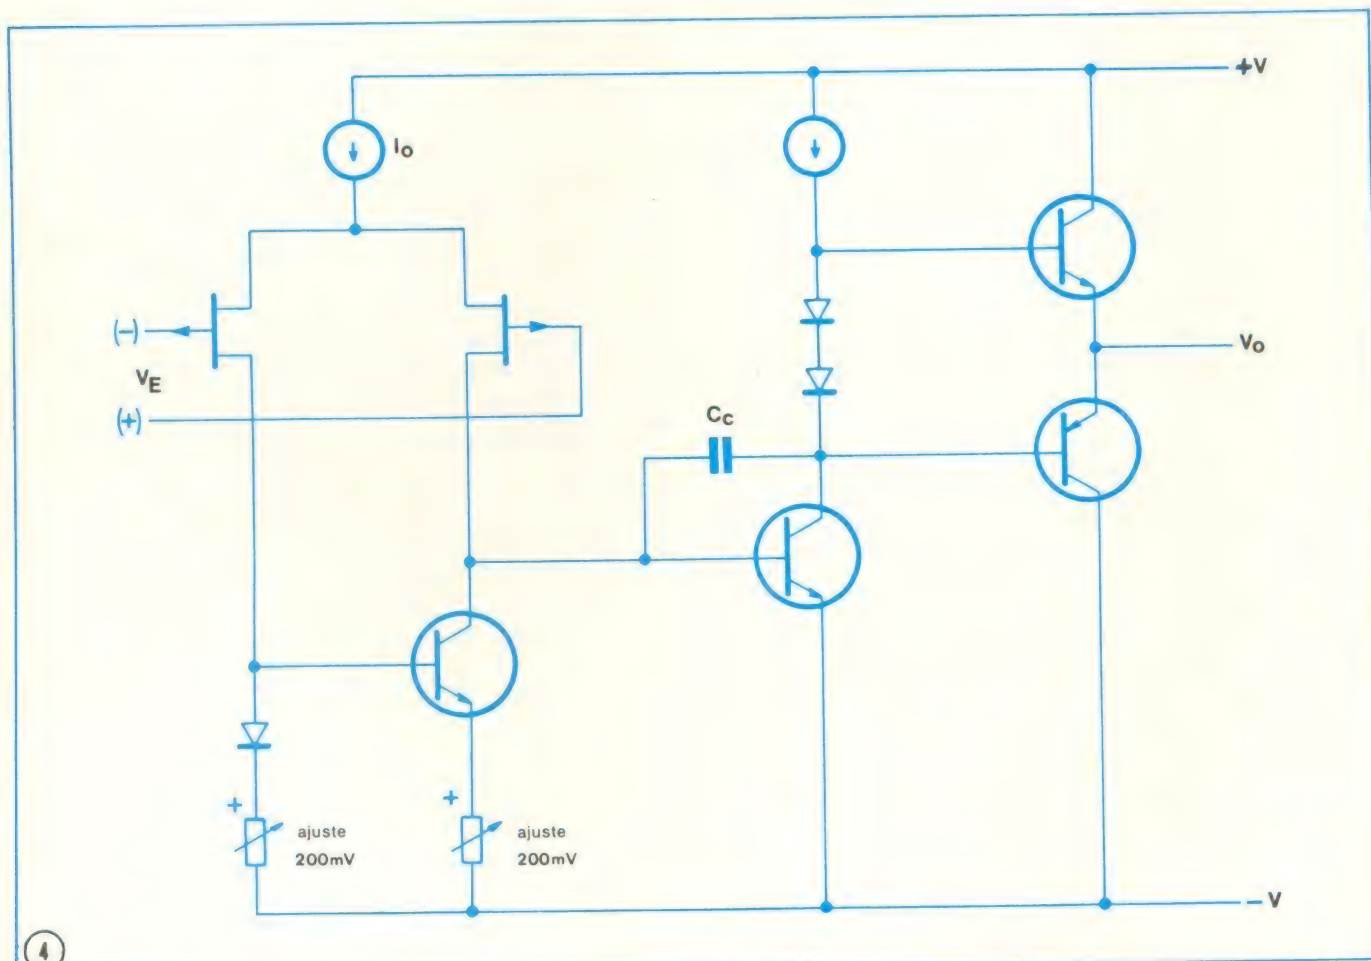 +V
Io
(-)
VE
(+)
Vo
Cc
+
ajuste
200mV
+
ajuste
200mV
-V
4